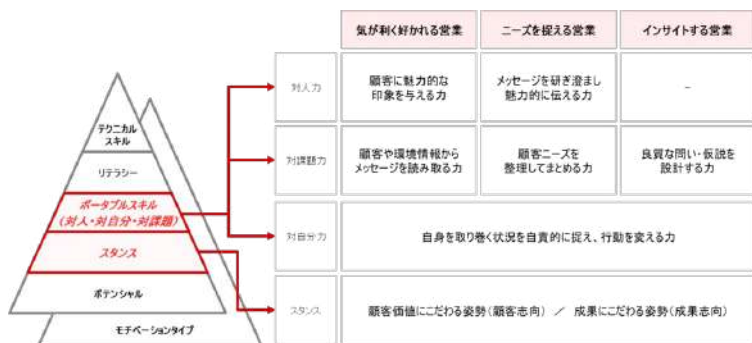 気が利く好かれる営業
ニーズを捉える営業
インサイトする営業
対人力
顧客に魅力的な
印象を与える力
メッセージを研ぎ澄まし
魅力的に伝える力
–
対課題力
顧客や環境情報から
メッセージを読み取る力
顧客ニーズを
整理してまとめる力
良質な問い・仮説を
設計する力
対自分力
自身を取り巻く状況を自責的に捉え、行動を変える力
スタンス
顧客価値にこだわる姿勢(顧客志向) / 成果にこだわる姿勢(成果志向)
テクニカル
スキル
リテラシー
ポータブルスキル
(対人・対自分・対課題)
スタンス
ポテンシャル
モチベーションタイプ